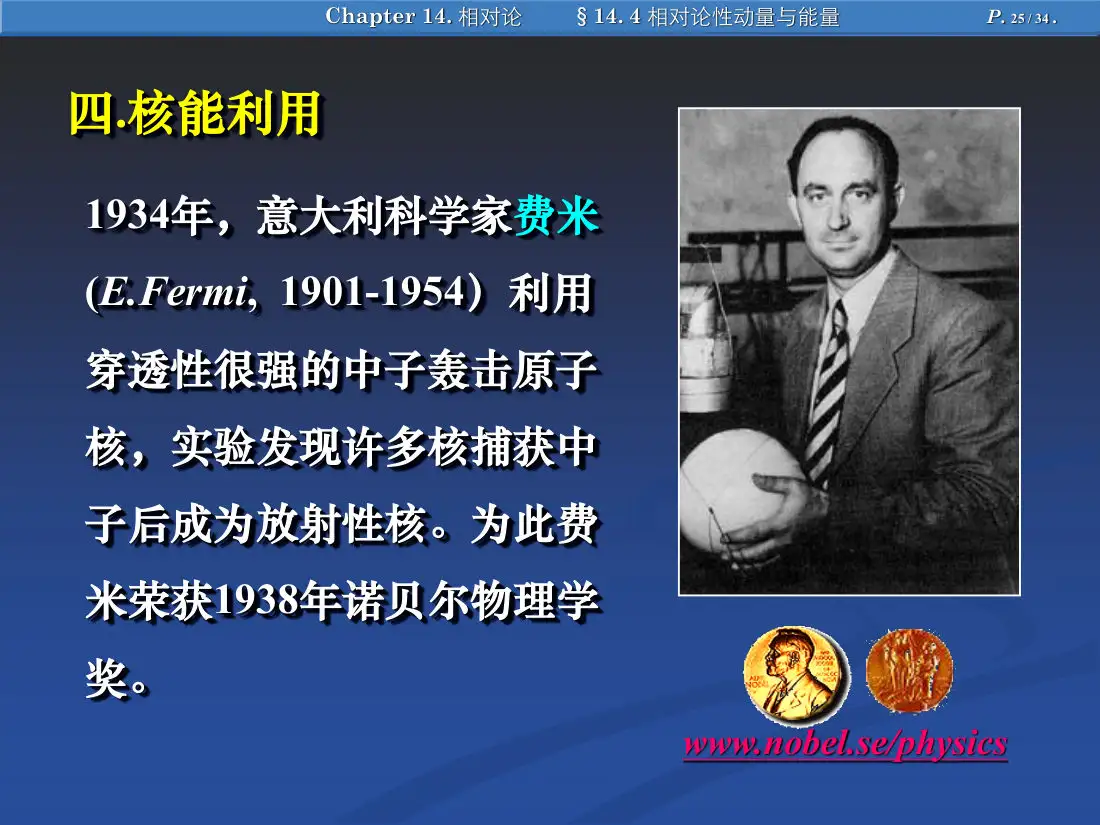 Chapter 14. 相对论 §14. 4 相对论性动量与能量 P. 25 / 34 .
四.核能利用
1934年，意大利科学家费米
(E.Fermi, 1901-1954）利用
穿透性很强的中子轰击原子
核，实验发现许多核捕获中
子后成为放射性核。为此费
米荣获1938年诺贝尔物理学
奖。
www.nobel.se/physics